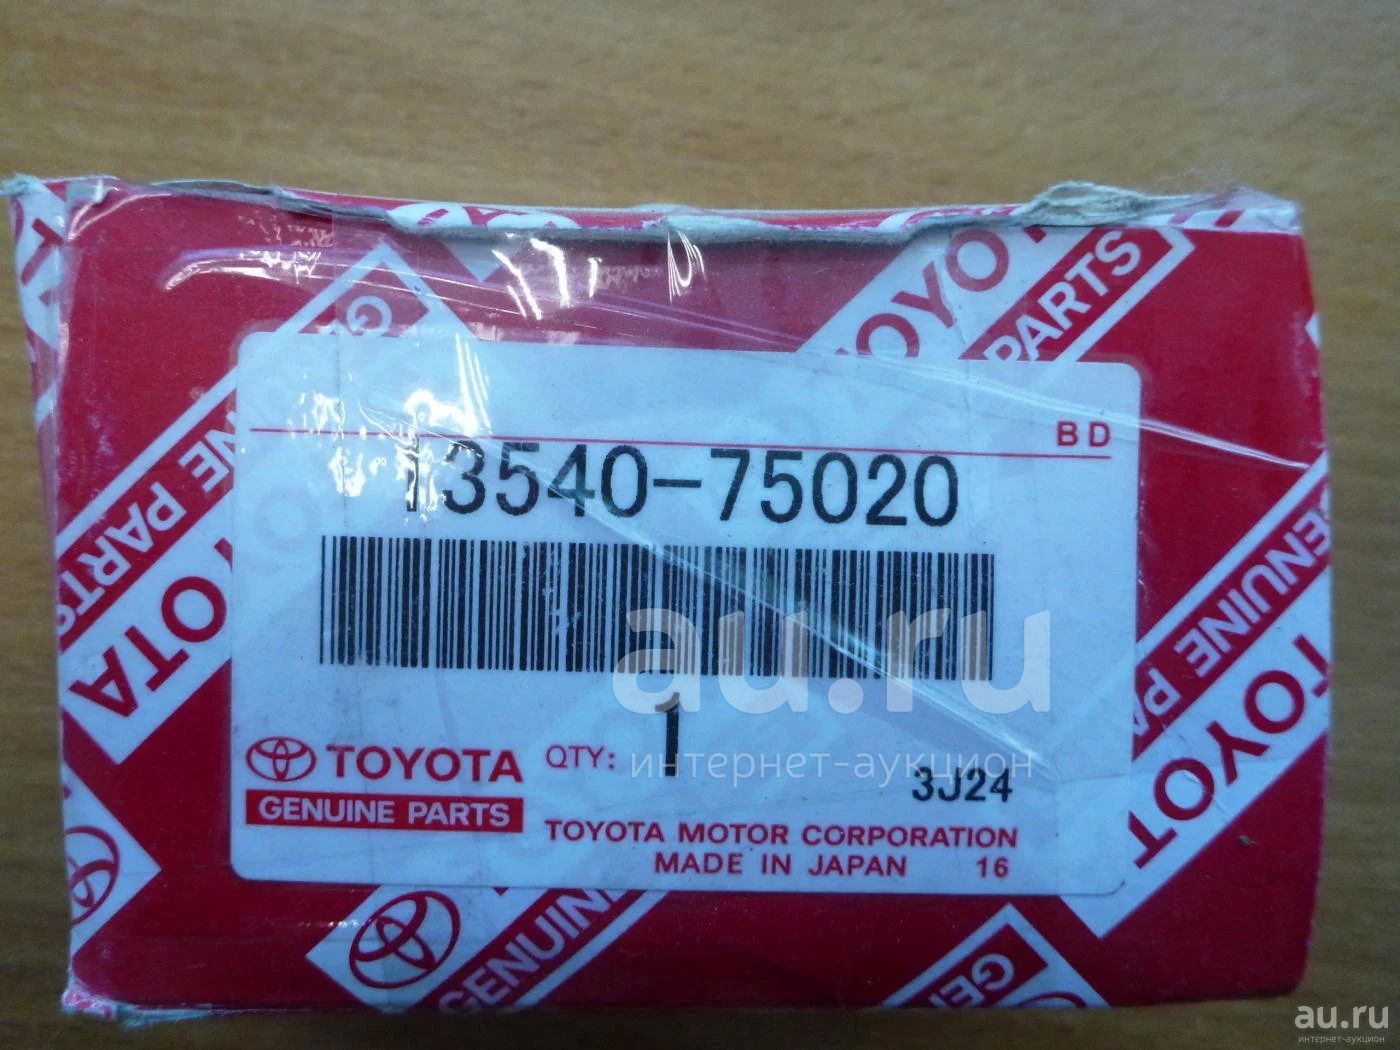 TOYOTA
PARTS
GENUINE PARTS
TOYOTA
BD
13540-75020
1
QTY:
TOYOTA
GENUINE PARTS
3J24
TOYOTA MOTOR CORPORATION
MADE IN JAPAN 16
GENUINE
TOYOTA
au.ru
интернет-аукцион
au.ru
интернет-аукцион